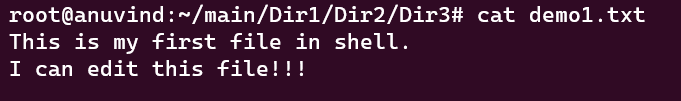 root@anuvind:~/main/Dir1/Dir2/Dir3# cat demo1.txt
This is my first file in shell.
I can edit this file!!!